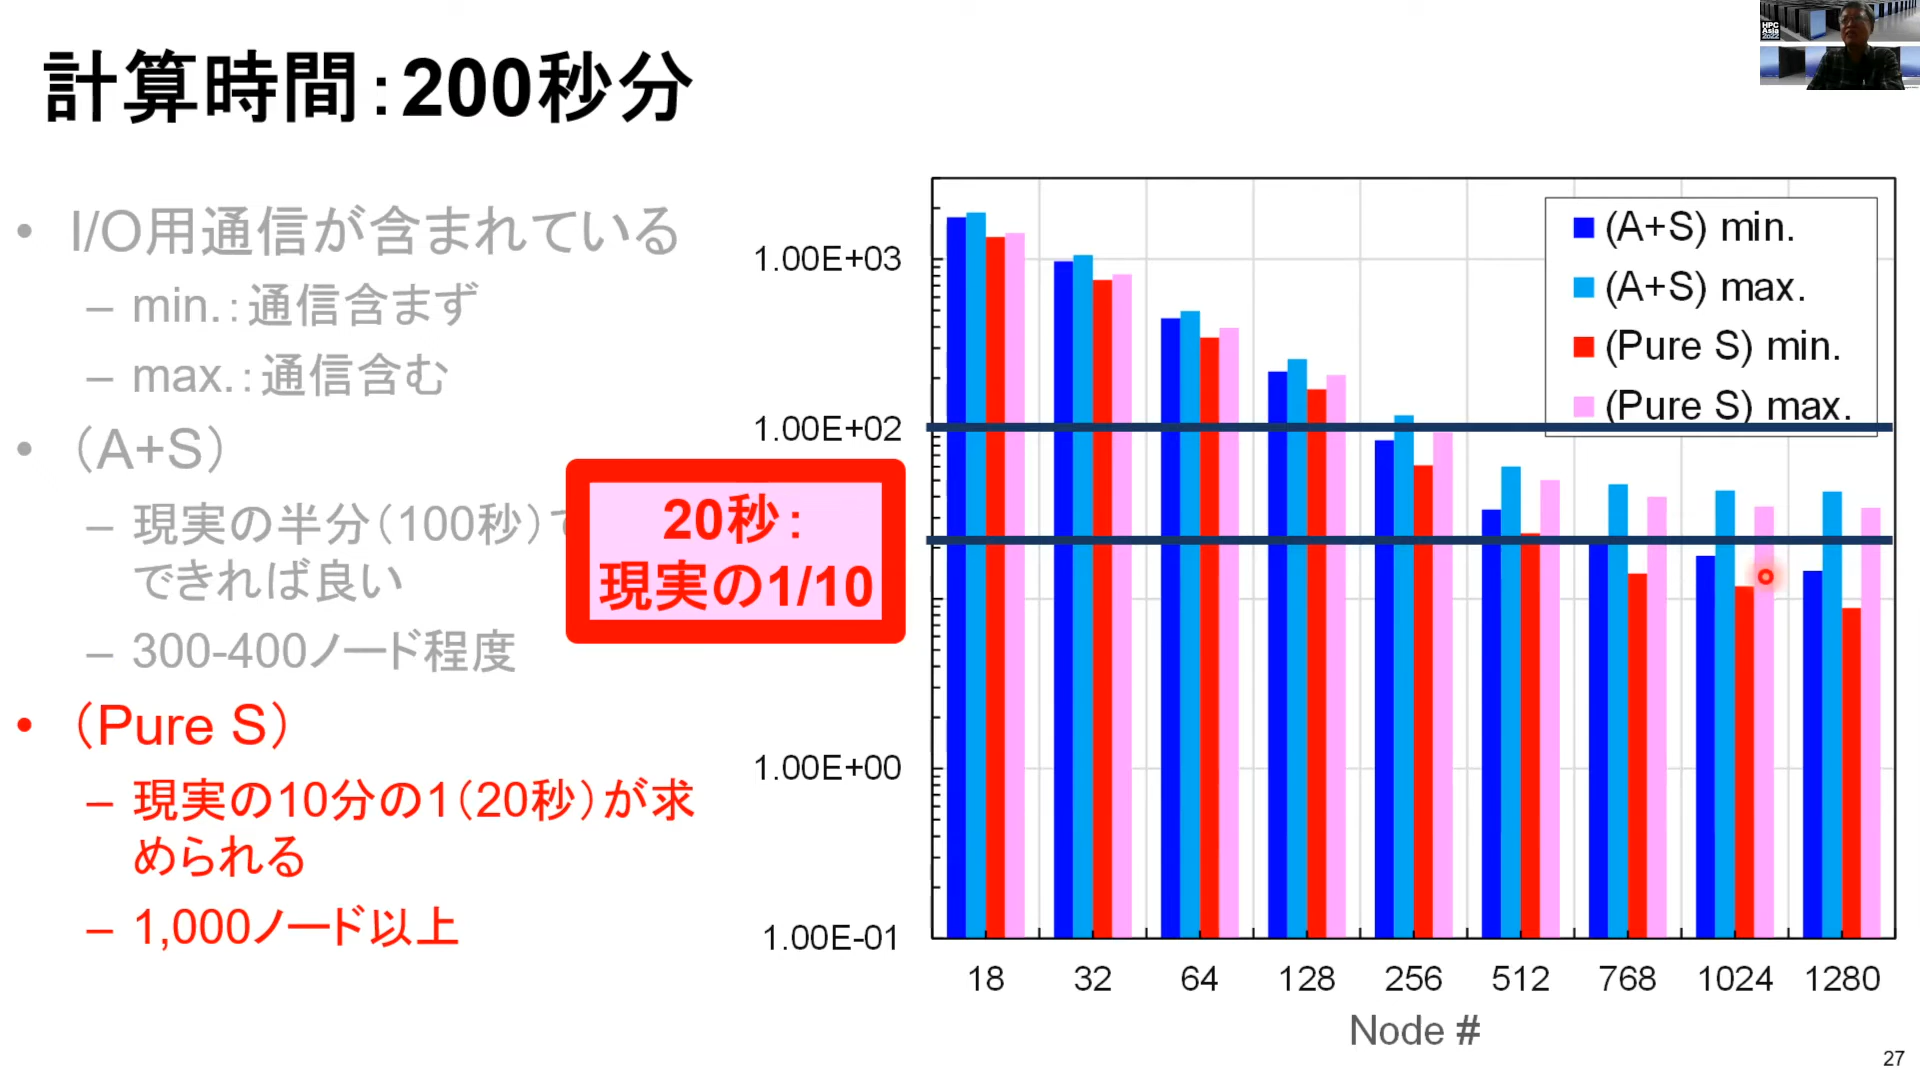 計算時間：200秒分
• I/O用通信が含まれている
– min.：通信含まず
– max.：通信含む
• （A+S）
– 現実の半分（100秒）で
できれば良い
– 300-400ノード程度
• （Pure S）
– 現実の10分の1（20秒）が求
められる
– 1,000ノード以上
20秒：
現実の1/10
(A+S) min.
(A+S) max.
(Pure S) min.
(Pure S) max.
1.00E+03
1.00E+02
1.00E+00
1.00E-01
18 32 64 128 256 512 768 1024 1280
Node #
27
HPC
Asia
2022